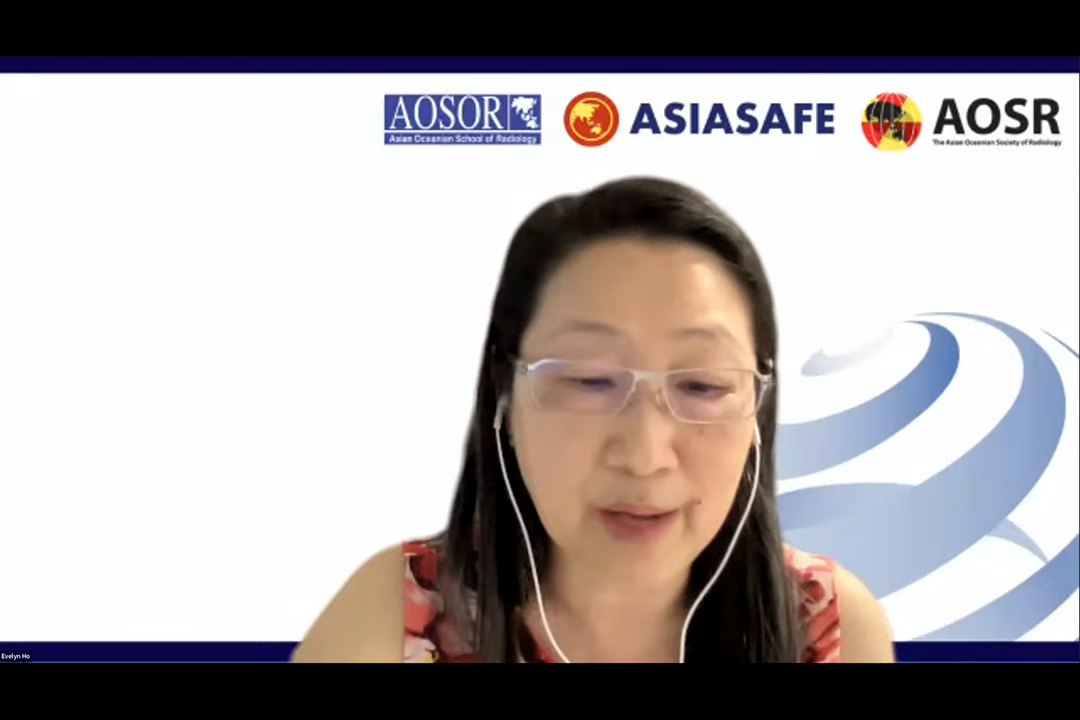 AOSOR
Asian Oceanian School of Radiology
ASIASAFE
AOSR
The Asian Oceanian Society of Radiology
Evelyn Ho